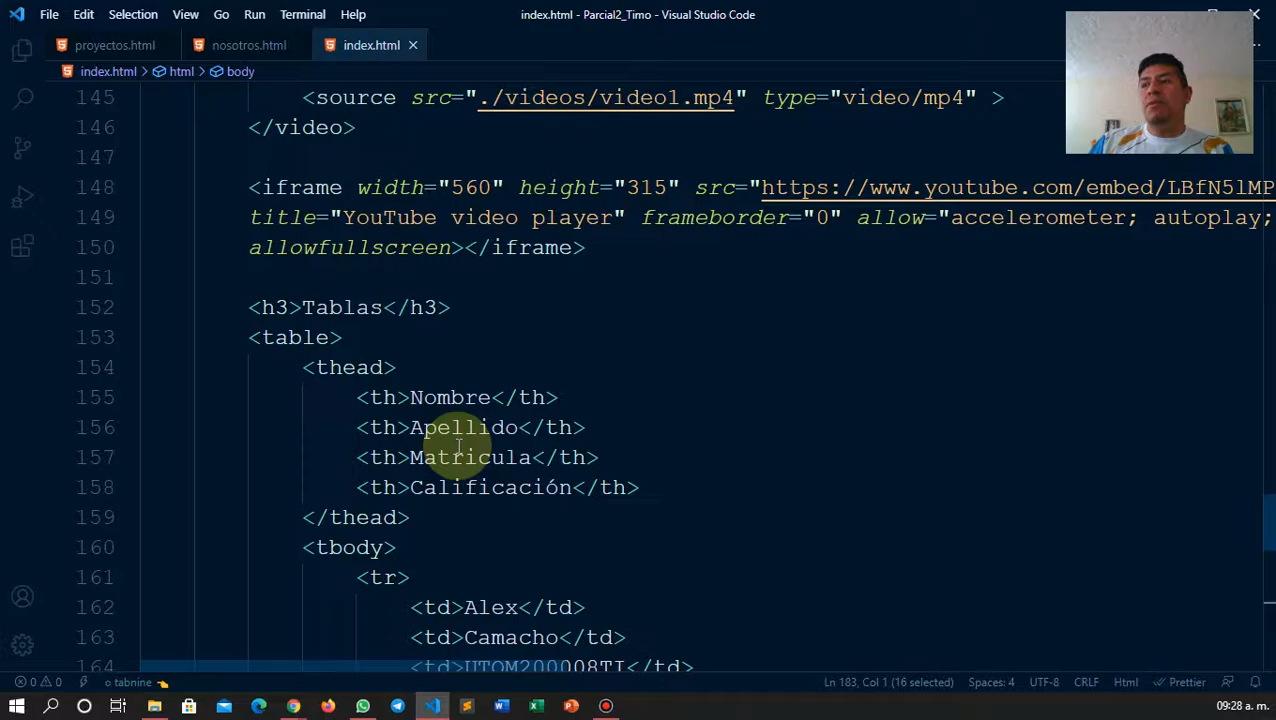 File Edit Selection View Go Run Terminal Help index.html - Parcial2_Timo - Visual Studio Code
proyectos.html nosotros.html index.html
index.html > html > body
145 <source src="./videos/video1.mp4" type="video/mp4" >
146 </video>
147
148 <iframe width="560" height="315" src="https://www.youtube.com/embed/LBfN5lMP
149 title="YouTube video player" frameborder="0" allow="accelerometer; autoplay;
150 allowfullscreen></iframe>
151
152 <h3>Tablas</h3>
153 <table>
154 <thead>
155 <th>Nombre</th>
156 <th>Apellido</th>
157 <th>Matricula</th>
158 <th>Calificación</th>
159 </thead>
160 <tbody>
161 <tr>
162 <td>Alex</td>
163 <td>Camacho</td>
164 <td>UTOM200008TI</td>
0 0 tabnine Ln 183, Col 1 (16 selected) Spaces: 4 UTF-8 CRLF Html Prettier
09:28 a. m.